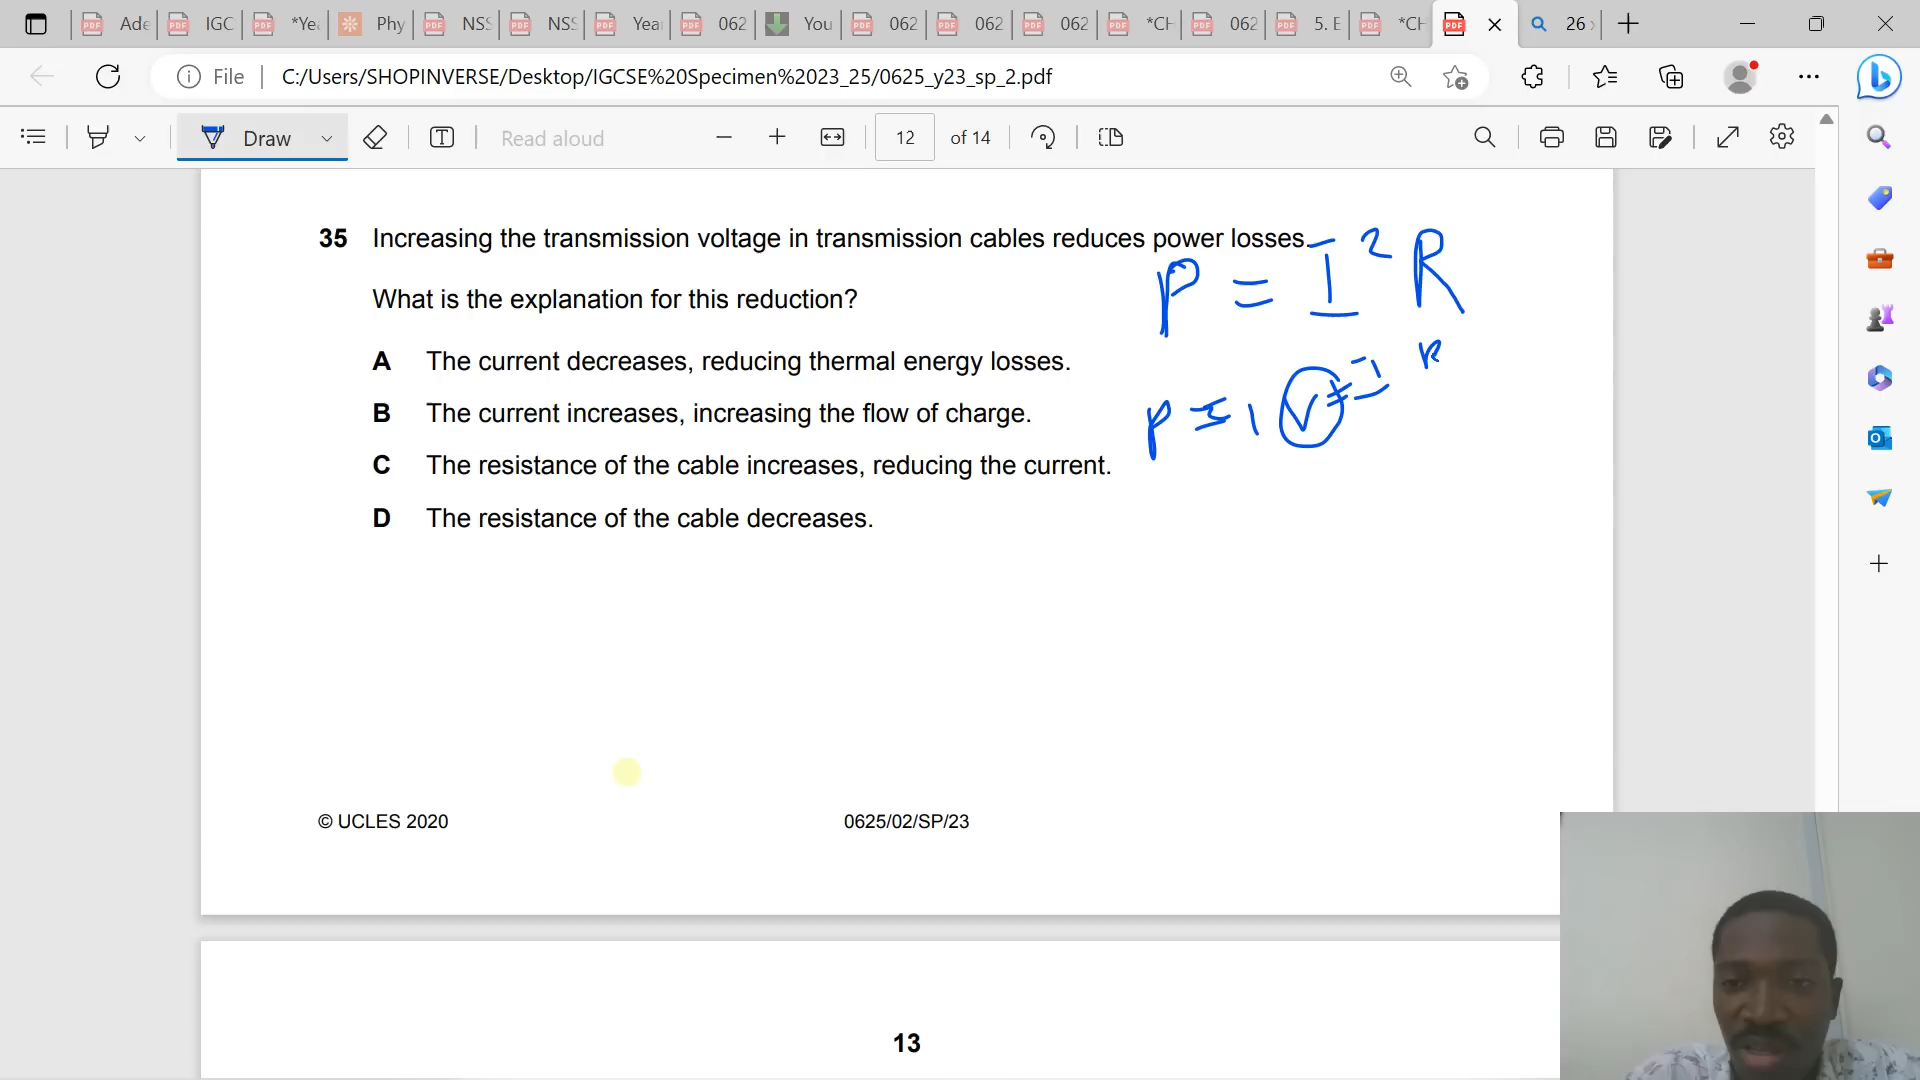 Ade
IGC
*Yea
Phy
NSS
NSS
Year
062
You
062
062
062
*CH
062
5. E
*CH
26
File
C:/Users/SHOPINVERSE/Desktop/IGCSE%20Specimen%2023_25/0625_y23_sp_2.pdf
Draw
Read aloud
12
of 14
35 Increasing the transmission voltage in transmission cables reduces power losses.
P = I² R
What is the explanation for this reduction?
A The current decreases, reducing thermal energy losses.
R
B The current increases, increasing the flow of charge.
P = I V = I
C The resistance of the cable increases, reducing the current.
D The resistance of the cable decreases.
© UCLES 2020
0625/02/SP/23
13